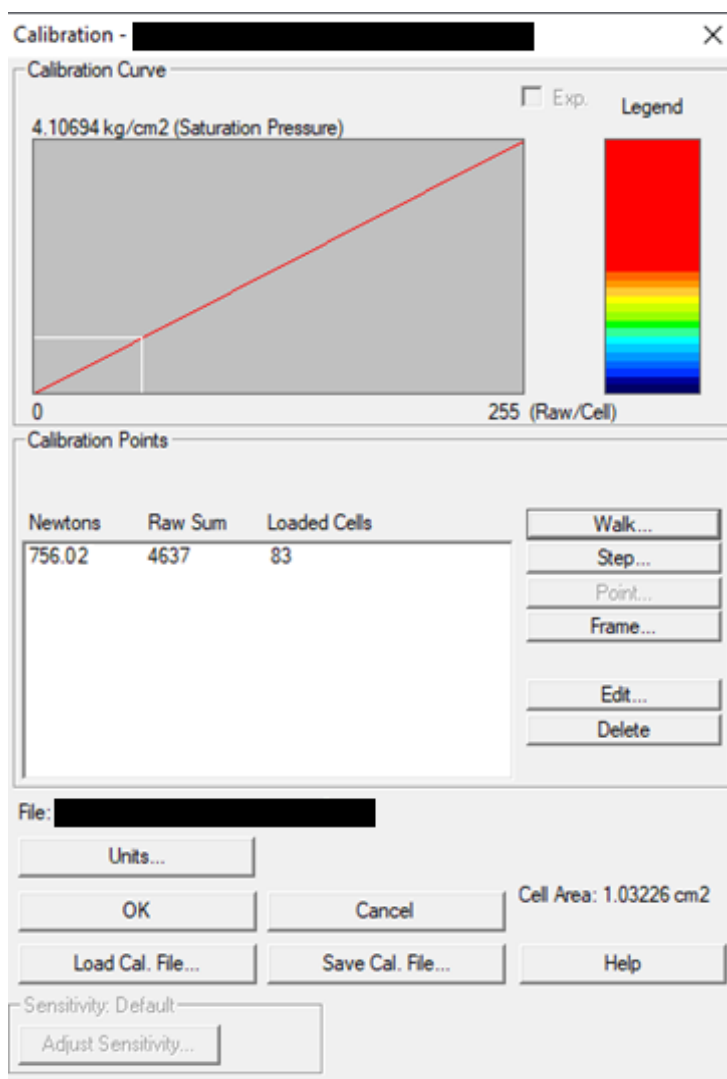 Calibration -
Calibration Curve
Exp.
Legend
4.10694 kg/cm2 (Saturation Pressure)
0
255 (Raw/Cell)
Calibration Points
Newtons Raw Sum Loaded Cells
756.02 4637 83
Walk...
Step...
Point...
Frame...
Edit...
Delete
File:
Units...
OK
Cancel
Cell Area: 1.03226 cm2
Load Cal. File...
Save Cal. File...
Help
Sensitivity: Default
Adjust Sensitivity...